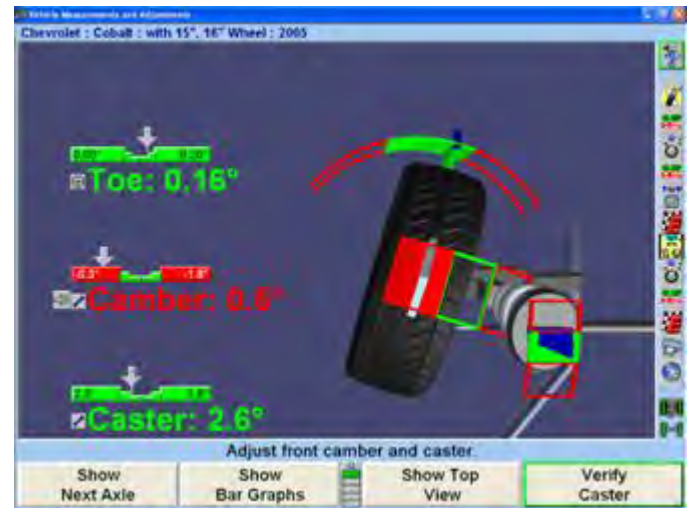 Vehicle Measurements and Adjustments
Chevrolet : Cobalt : with 15", 16" Wheel : 2005
Toe: 0.16°
Camber: 0.6°
Caster: 2.6°
Adjust front camber and caster.
Show
Next Axle
Show
Bar Graphs
Show Top
View
Verify
Caster